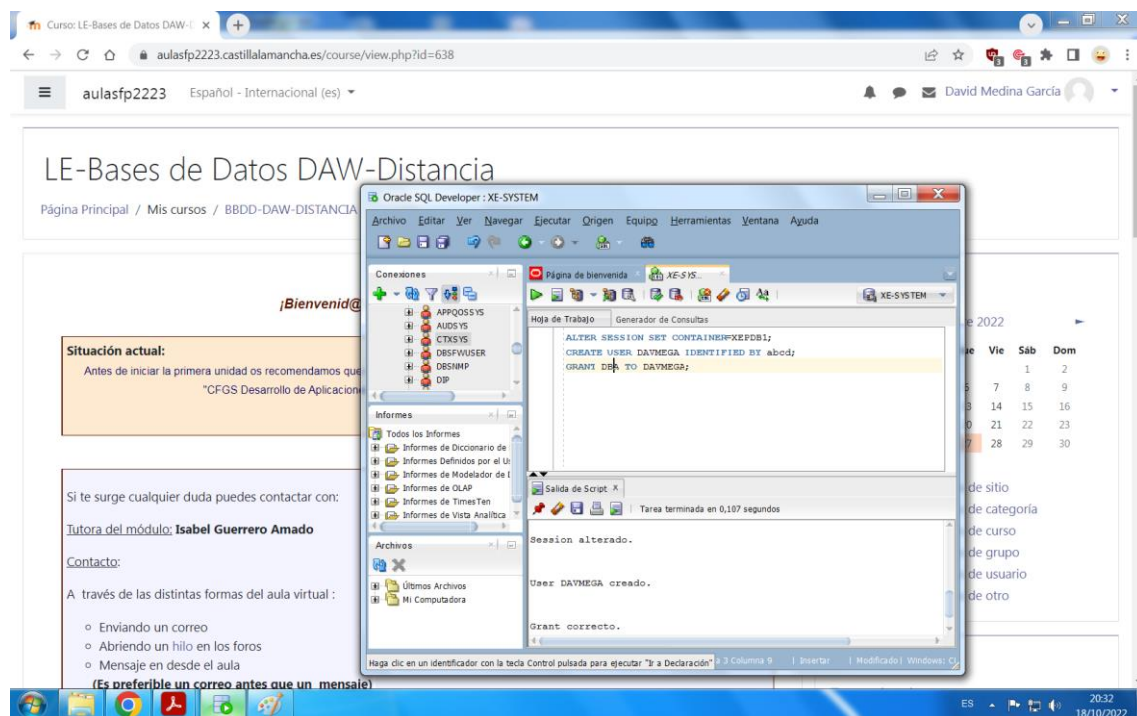 Curso: LE-Bases de Datos DAW-D
aulasfp2223.castillalamancha.es/course/view.php?id=638
aulasfp2223 Español - Internacional (es) David Medina García
LE-Bases de Datos DAW-Distancia
Página Principal / Mis cursos / BBDD-DAW-DISTANCIA
¡Bienvenid@
Situación actual:
Antes de iniciar la primera unidad os recomendamos que
"CFGS Desarrollo de Aplicacione
Si te surge cualquier duda puedes contactar con:
Tutora del módulo: Isabel Guerrero Amado
Contacto:
A través de las distintas formas del aula virtual :
Enviando un correo
Abriendo un hilo en los foros
Mensaje en desde el aula
(Es preferible un correo antes que un mensaje)
Oracle SQL Developer : XE-SYSTEM
Archivo Editar Ver Navegar Ejecutar Origen Equipo Herramientas Ventana Ayuda
Conexiones
APPQOSSYS
AUDSYS
CTXSYS
DBSFWUSER
DBSNMP
DIP
Informes
Todos los Informes
Informes de Diccionario de
Informes Definidos por el Us
Informes de Modelador de D
Informes de OLAP
Informes de TimesTen
Informes de Vista Analítica
Archivos
Últimos Archivos
Mi Computadora
Página de bienvenida XE-SYS...
XE-SYSTEM
Hoja de Trabajo Generador de Consultas
ALTER SESSION SET CONTAINER=XEPDB1;
CREATE USER DAVMEGA IDENTIFIED BY abcd;
GRANT DBA TO DAVMEGA;
Salida de Script
Tarea terminada en 0,107 segundos
Session alterado.
User DAVMEGA creado.
Grant correcto.
Haga clic en un identificador con la tecla Control pulsada para ejecutar "Ir a Declaración" a 3 Columna 9 Insertar Modificado Windows: C
e 2022
ue Vie Sáb Dom
1 2
6 7 8 9
3 14 15 16
0 21 22 23
7 28 29 30
de sitio
de categoría
de curso
de grupo
de usuario
de otro
ES 20:32
18/10/2022